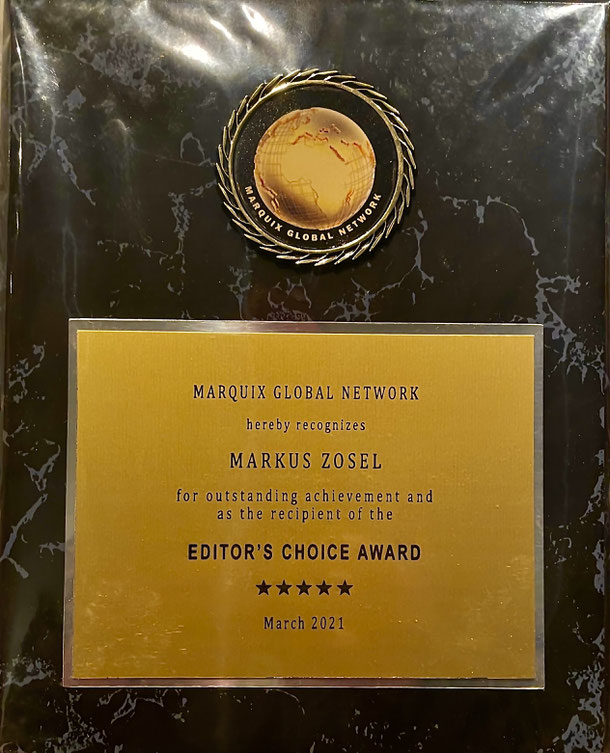 MARQUIX GLOBAL NETWORK
MARQUIX GLOBAL NETWORK
hereby recognizes
MARKUS ZOSEL
for outstanding achievement and
as the recipient of the
EDITOR'S CHOICE AWARD
★★★★★
March 2021